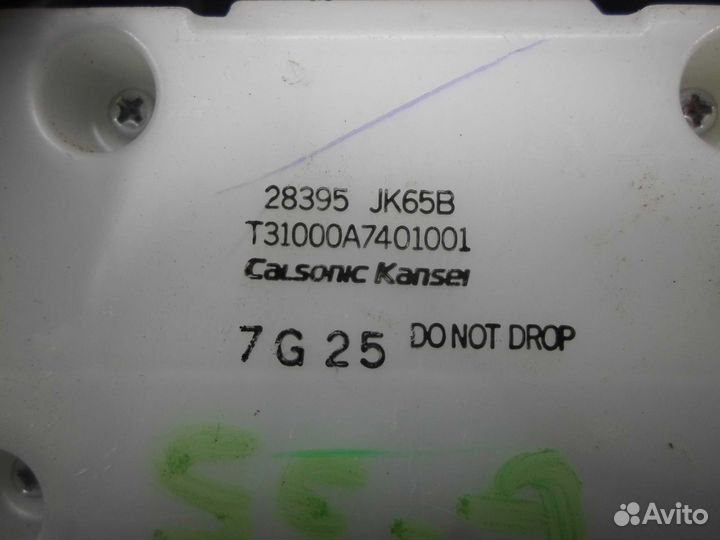 28395 JK65B
T31000A7401001
Calsonic Kansei
7G25 DO NOT DROP
Avito